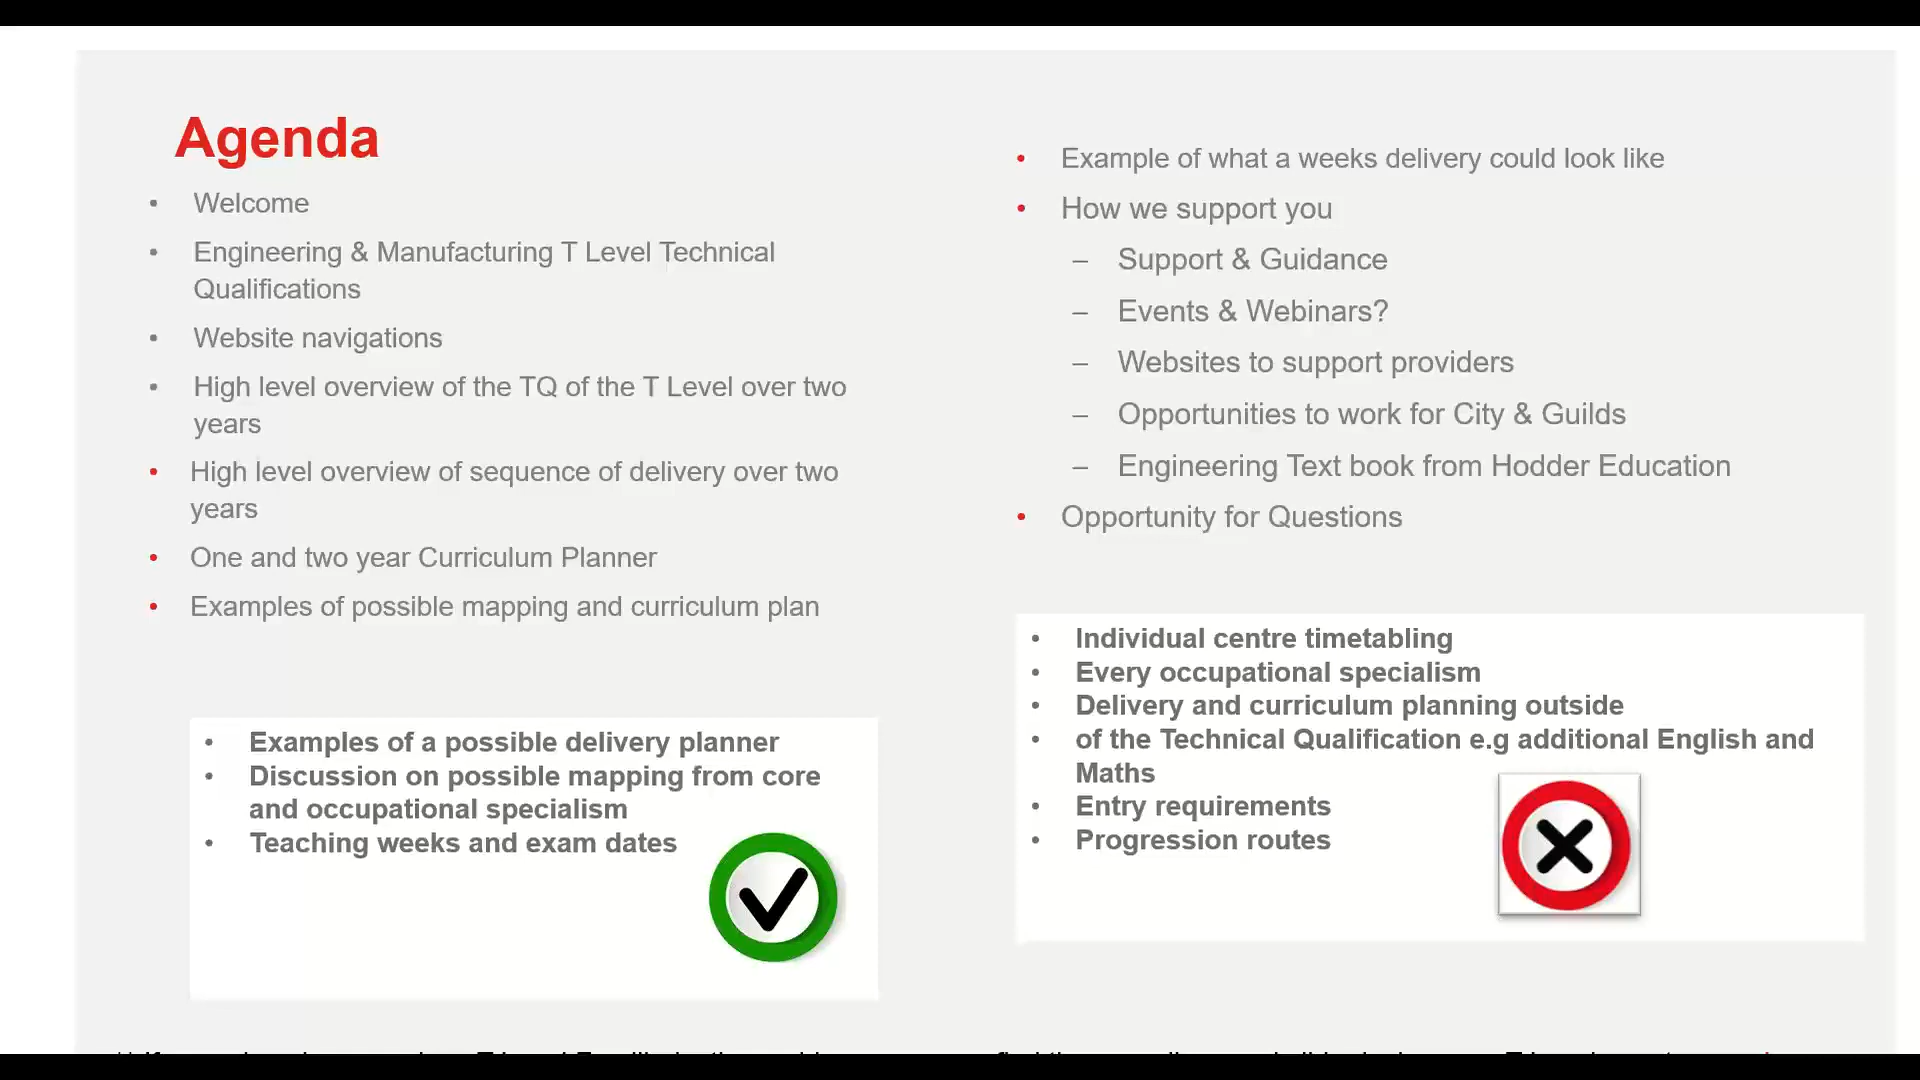 Agenda
• Welcome
• Engineering & Manufacturing T Level Technical
Qualifications
• Website navigations
• High level overview of the TQ of the T Level over two
years
• High level overview of sequence of delivery over two
years
• One and two year Curriculum Planner
• Examples of possible mapping and curriculum plan
• Examples of a possible delivery planner
• Discussion on possible mapping from core
and occupational specialism
• Teaching weeks and exam dates
• Example of what a weeks delivery could look like
• How we support you
– Support & Guidance
– Events & Webinars?
– Websites to support providers
– Opportunities to work for City & Guilds
– Engineering Text book from Hodder Education
• Opportunity for Questions
• Individual centre timetabling
• Every occupational specialism
• Delivery and curriculum planning outside
• of the Technical Qualification e.g additional English and
Maths
• Entry requirements
• Progression routes